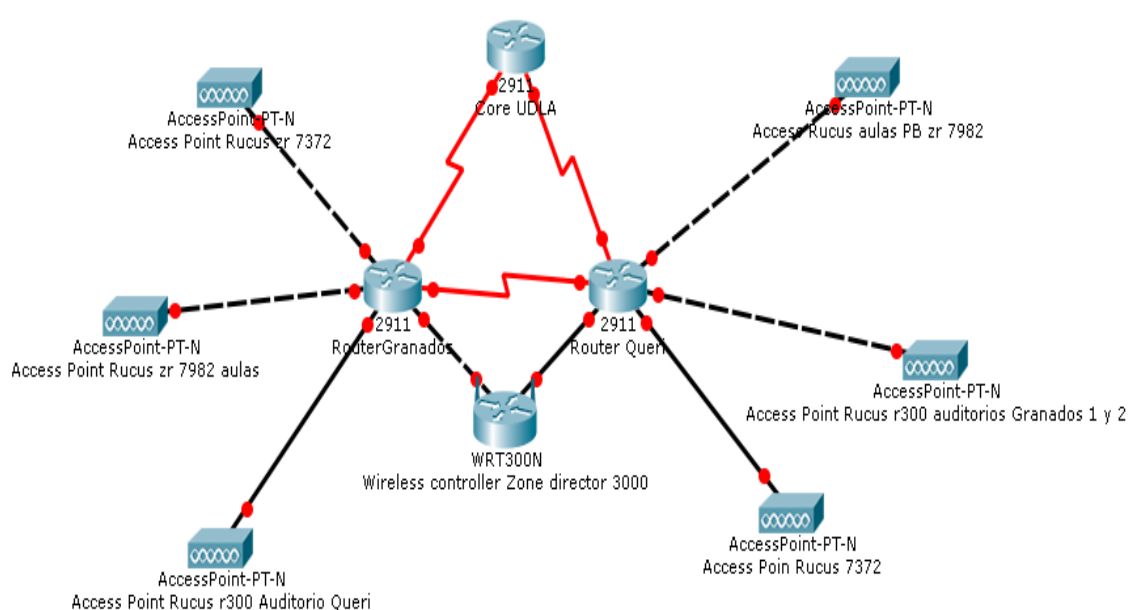 2911
Core UDLA
AccessPoint-PT-N
Access Point Rucus zr 7372
AccessPoint-PT-N
Access Rucus aulas PB zr 7982
2911
RouterGranados
2911
Router Queri
AccessPoint-PT-N
Access Point Rucus zr 7982 aulas
AccessPoint-PT-N
Access Point Rucus r300 auditorios Granados 1 y 2
WRT300N
Wireless controller Zone director 3000
AccessPoint-PT-N
Access Poin Rucus 7372
AccessPoint-PT-N
Access Point Rucus r300 Auditorio Queri